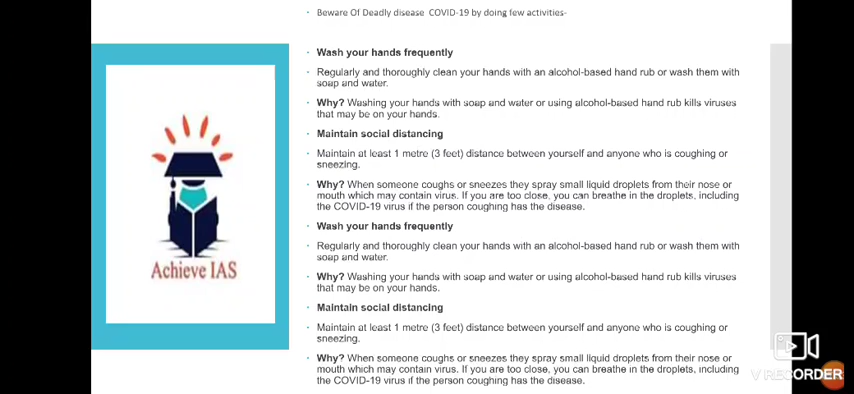 Beware Of Deadly disease COVID-19 by doing few activities-
Wash your hands frequently
Regularly and thoroughly clean your hands with an alcohol-based hand rub or wash them with
soap and water.
Why? Washing your hands with soap and water or using alcohol-based hand rub kills viruses
that may be on your hands.
Maintain social distancing
Maintain at least 1 metre (3 feet) distance between yourself and anyone who is coughing or
sneezing.
Why? When someone coughs or sneezes they spray small liquid droplets from their nose or
mouth which may contain virus. If you are too close, you can breathe in the droplets, including
the COVID-19 virus if the person coughing has the disease.
Wash your hands frequently
Regularly and thoroughly clean your hands with an alcohol-based hand rub or wash them with
soap and water.
Why? Washing your hands with soap and water or using alcohol-based hand rub kills viruses
that may be on your hands.
Maintain social distancing
Maintain at least 1 metre (3 feet) distance between yourself and anyone who is coughing or
sneezing.
Why? When someone coughs or sneezes they spray small liquid droplets from their nose or
mouth which may contain virus. If you are too close, you can breathe in the droplets, including
the COVID-19 virus if the person coughing has the disease.
Achieve IAS
V RECORDER